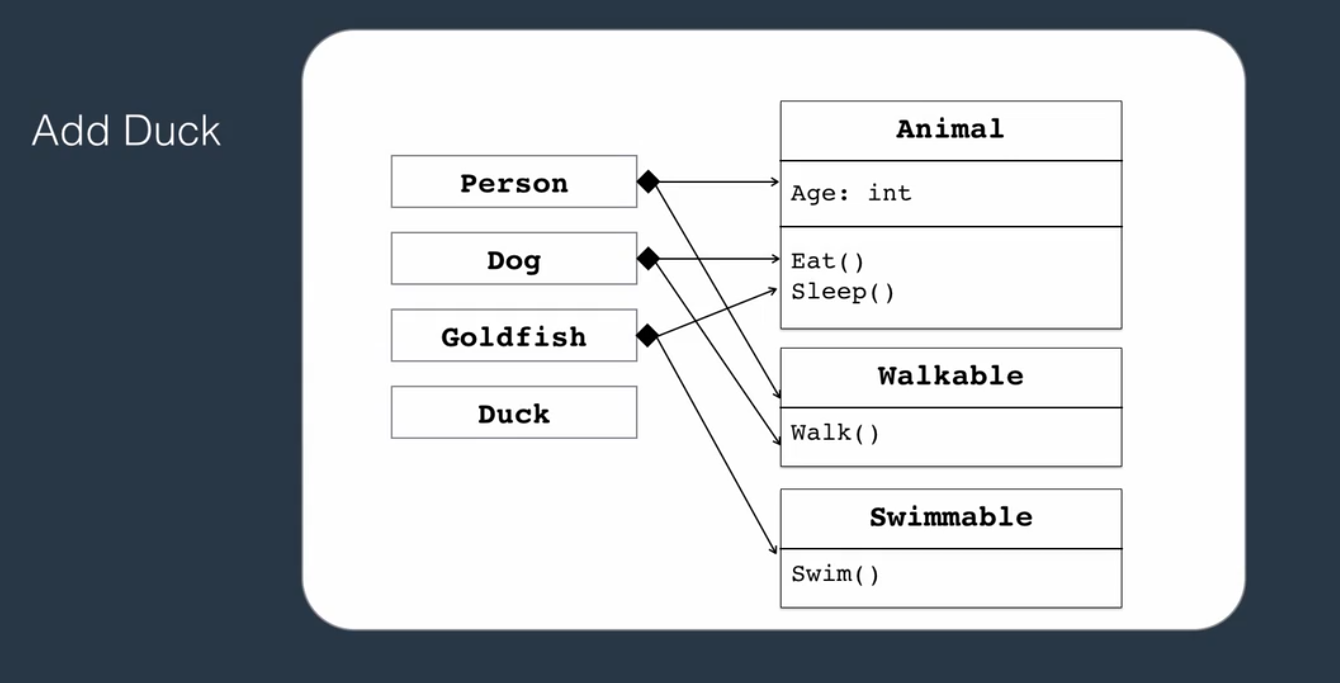 Add Duck
Person
Dog
Goldfish
Duck
Animal
Age: int
Eat()
Sleep()
Walkable
Walk()
Swimmable
Swim()